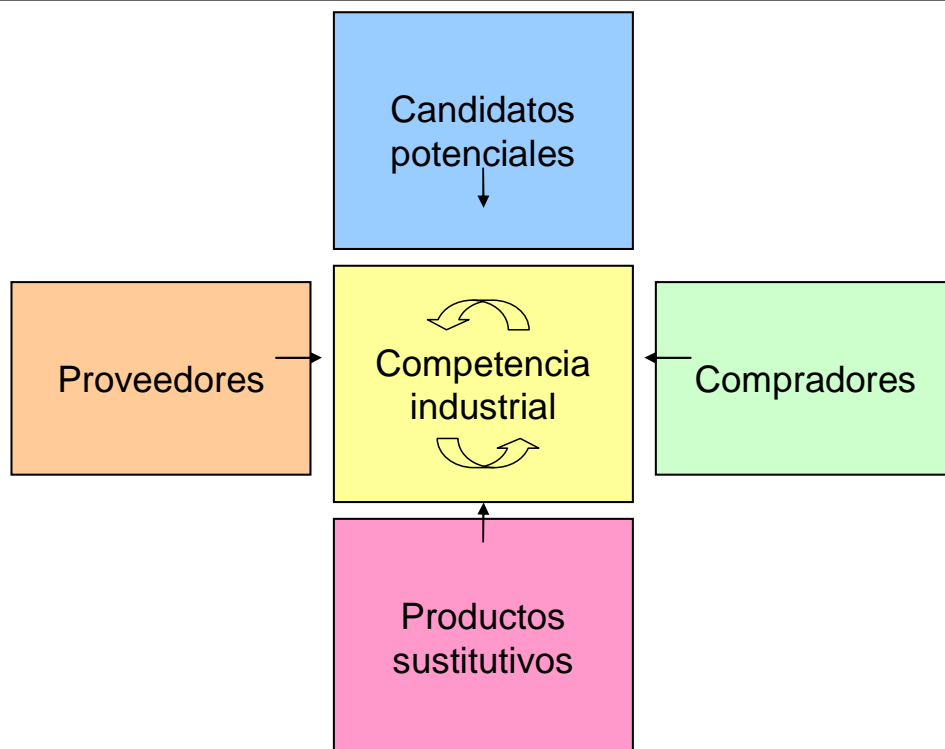 Candidatos
potenciales
Proveedores
Competencia
industrial
Compradores
Productos
sustitutivos